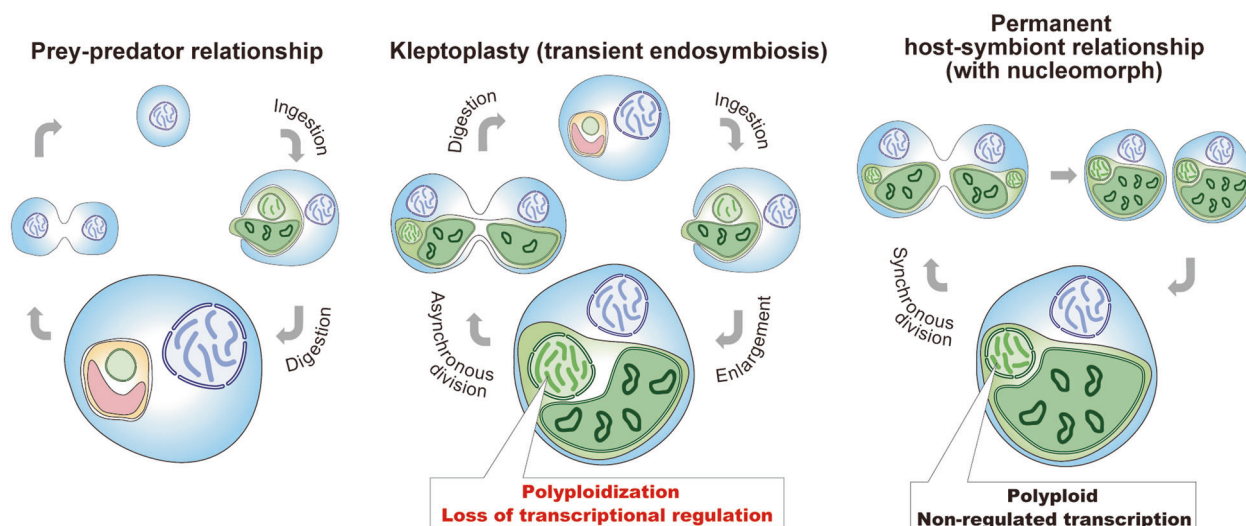 Prey-predator relationship
Ingestion
Digestion
Kleptoplasty (transient endosymbiosis)
Digestion
Ingestion
Asynchronous
division
Enlargement
Polyploidization
Loss of transcriptional regulation
Permanent
host-symbiont relationship
(with nucleomorph)
Synchronous
division
Polyploid
Non-regulated transcription